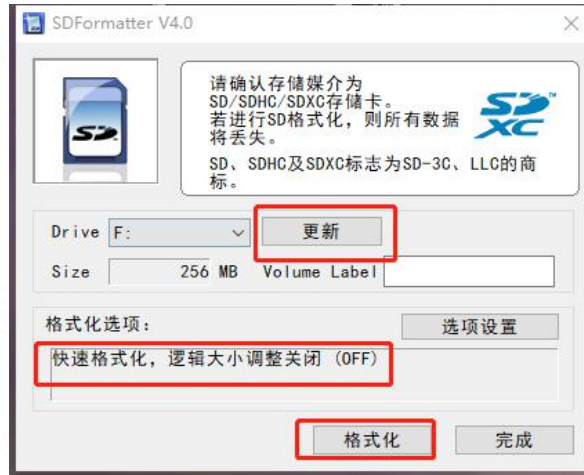 SDFormatter V4.0
请确认存储媒介为
SD/SDHC/SDXC存储卡。
若进行SD格式化，则所有数据
将丢失。
SD、SDHC及SDXC标志为SD-3C、LLC的商
标。
SD
SD XC™
Drive F: 更新
Size 256 MB Volume Label
格式化选项： 选项设置
快速格式化，逻辑大小调整关闭 (OFF)
格式化 完成